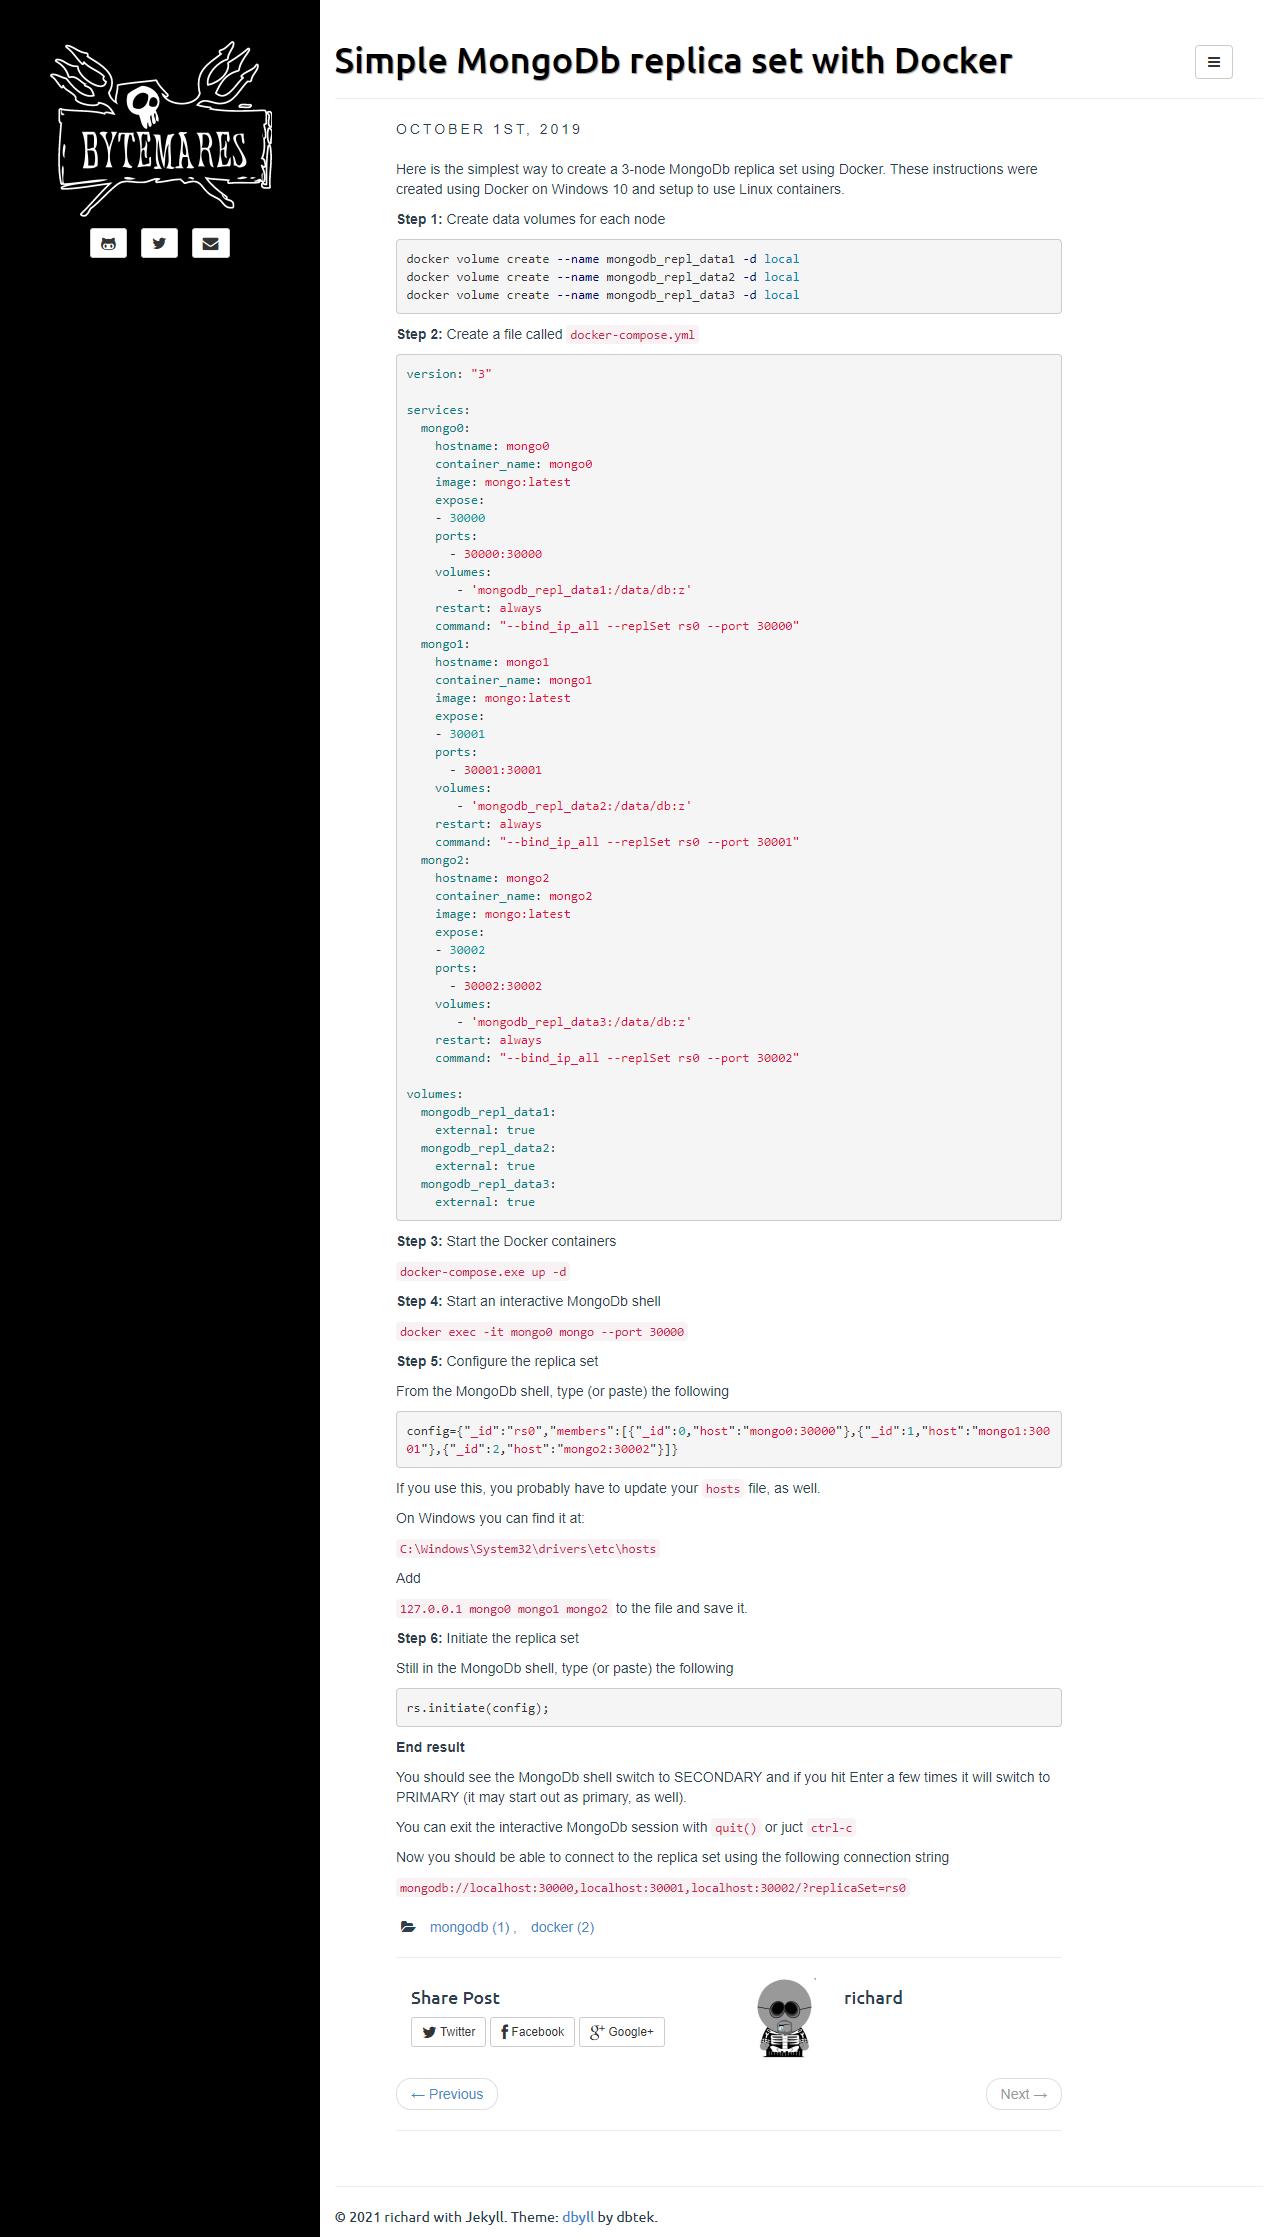 BYTEMARES
Simple MongoDb replica set with Docker
OCTOBER 1ST, 2019
Here is the simplest way to create a 3-node MongoDb replica set using Docker. These instructions were
created using Docker on Windows 10 and setup to use Linux containers.
Step 1: Create data volumes for each node
docker volume create --name mongodb_repl_data1 -d local
docker volume create --name mongodb_repl_data2 -d local
docker volume create --name mongodb_repl_data3 -d local
Step 2: Create a file called docker-compose.yml
version: "3"

services:
  mongo0:
    hostname: mongo0
    container_name: mongo0
    image: mongo:latest
    expose:
    - 30000
    ports:
      - 30000:30000
    volumes:
       - 'mongodb_repl_data1:/data/db:z'
    restart: always
    command: "--bind_ip_all --replSet rs0 --port 30000"
  mongo1:
    hostname: mongo1
    container_name: mongo1
    image: mongo:latest
    expose:
    - 30001
    ports:
      - 30001:30001
    volumes:
       - 'mongodb_repl_data2:/data/db:z'
    restart: always
    command: "--bind_ip_all --replSet rs0 --port 30001"
  mongo2:
    hostname: mongo2
    container_name: mongo2
    image: mongo:latest
    expose:
    - 30002
    ports:
      - 30002:30002
    volumes:
       - 'mongodb_repl_data3:/data/db:z'
    restart: always
    command: "--bind_ip_all --replSet rs0 --port 30002"

volumes:
  mongodb_repl_data1:
    external: true
  mongodb_repl_data2:
    external: true
  mongodb_repl_data3:
    external: true
Step 3: Start the Docker containers
docker-compose.exe up -d
Step 4: Start an interactive MongoDb shell
docker exec -it mongo0 mongo --port 30000
Step 5: Configure the replica set
From the MongoDb shell, type (or paste) the following
config={"_id":"rs0","members":[{"_id":0,"host":"mongo0:30000"},{"_id":1,"host":"mongo1:300
01"},{"_id":2,"host":"mongo2:30002"}]}
If you use this, you probably have to update your hosts file, as well.
On Windows you can find it at:
C:\Windows\System32\drivers\etc\hosts
Add
127.0.0.1 mongo0 mongo1 mongo2 to the file and save it.
Step 6: Initiate the replica set
Still in the MongoDb shell, type (or paste) the following
rs.initiate(config);
End result
You should see the MongoDb shell switch to SECONDARY and if you hit Enter a few times it will switch to
PRIMARY (it may start out as primary, as well).
You can exit the interactive MongoDb session with quit() or juct ctrl-c
Now you should be able to connect to the replica set using the following connection string
mongodb://localhost:30000,localhost:30001,localhost:30002/?replicaSet=rs0
mongodb (1) , docker (2)
Share Post
richard
Twitter Facebook Google+
← Previous
Next →
© 2021 richard with Jekyll. Theme: dbyll by dbtek.